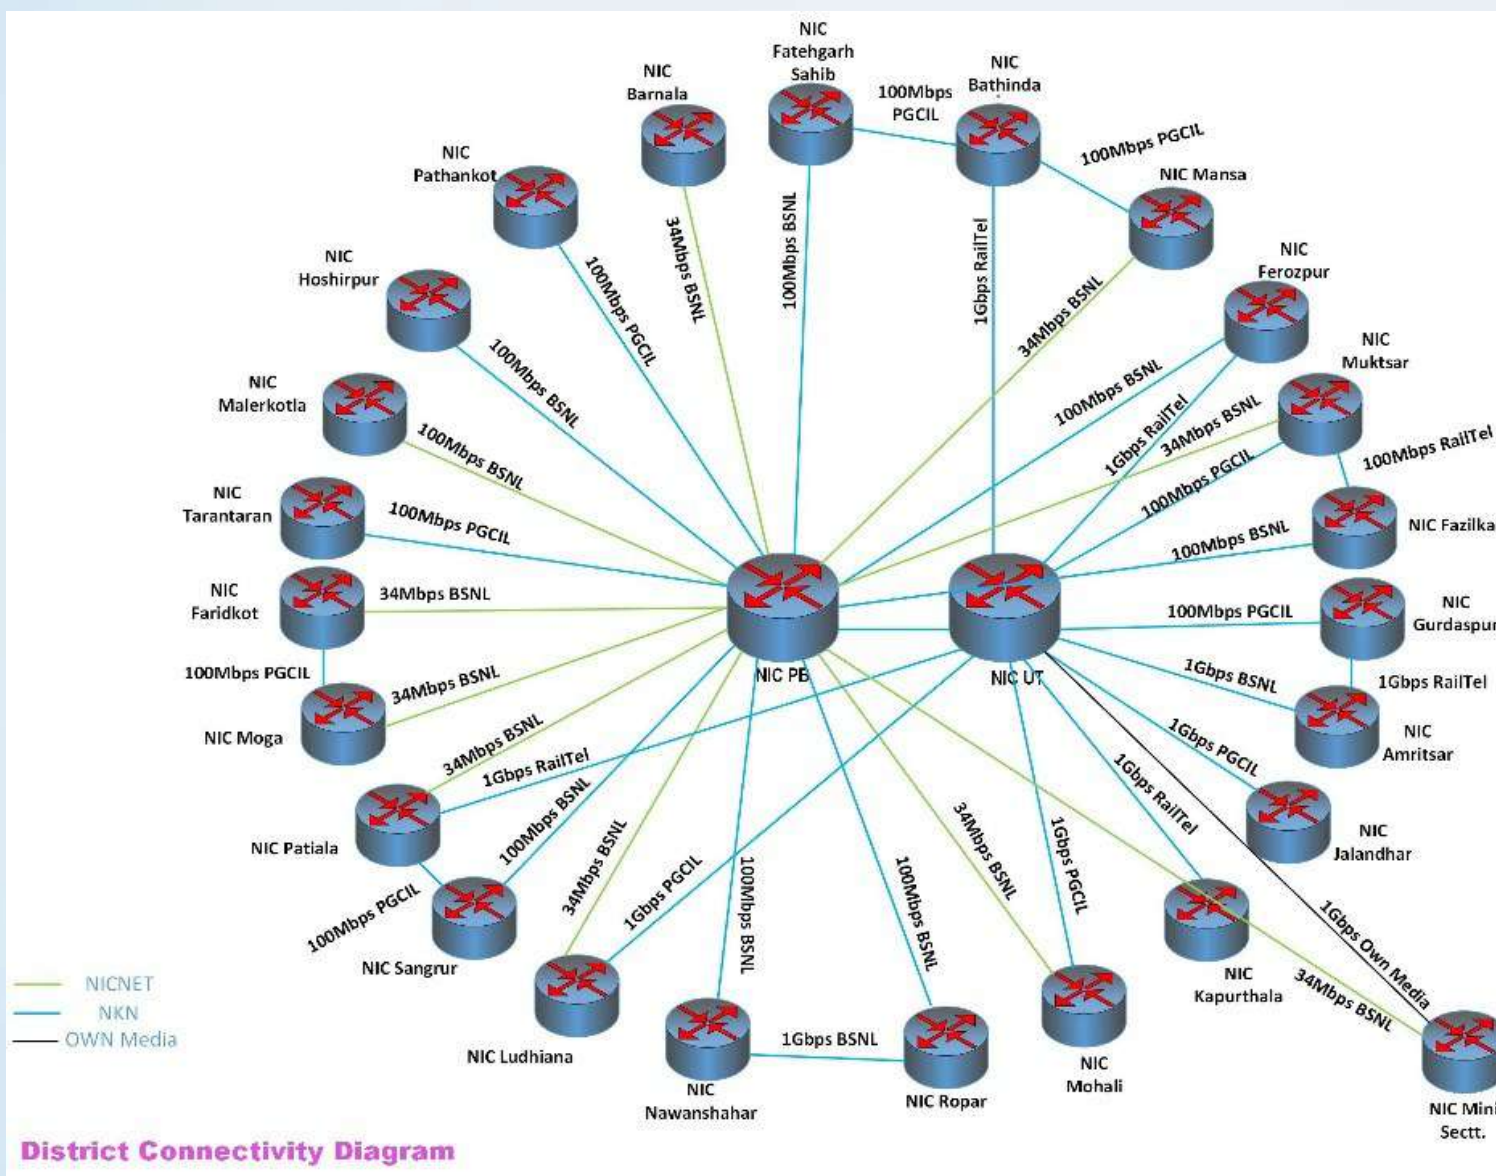 NIC
Fatehgarh
Sahib
NIC
Bathinda
NIC
Barnala
100Mbps
PGCIL
100Mbps PGCIL
NIC
Pathankot
NIC Mansa
34Mbps BSNL
100Mbps BSNL
1Gbps RailTel
NIC
Hoshirpur
100Mbps PGCIL
34Mbps BSNL
NIC
Ferozpur
NIC
Malerkotla
100Mbps BSNL
100Mbps BSNL
1Gbps RailTel
34Mbps BSNL
NIC
Muktsar
100Mbps BSNL
100Mbps PGCIL
100Mbps RailTel
NIC
Tarantaran
100Mbps PGCIL
100Mbps BSNL
NIC Fazilka
NIC
Faridkot
34Mbps BSNL
100Mbps PGCIL
NIC
Gurdaspur
100Mbps PGCIL
34Mbps BSNL
NIC PB
NIC UT
1Gbps BSNL
1Gbps RailTel
NIC Moga
NIC
Amritsar
34Mbps BSNL
1Gbps RailTel
1Gbps PGCIL
1Gbps RailTel
NIC Patiala
100Mbps BSNL
NIC
Jalandhar
100Mbps PGCIL
34Mbps BSNL
1Gbps PGCIL
100Mbps BSNL
100Mbps BSNL
34Mbps BSNL
1Gbps PGCIL
1Gbps Own Media
NIC Sangrur
NIC
Kapurthala
34Mbps BSNL
NICNET
NKN
OWN Media
NIC Ludhiana
1Gbps BSNL
NIC
Nawanshahar
NIC Ropar
NIC
Mohali
NIC Mini
Sectt.
District Connectivity Diagram